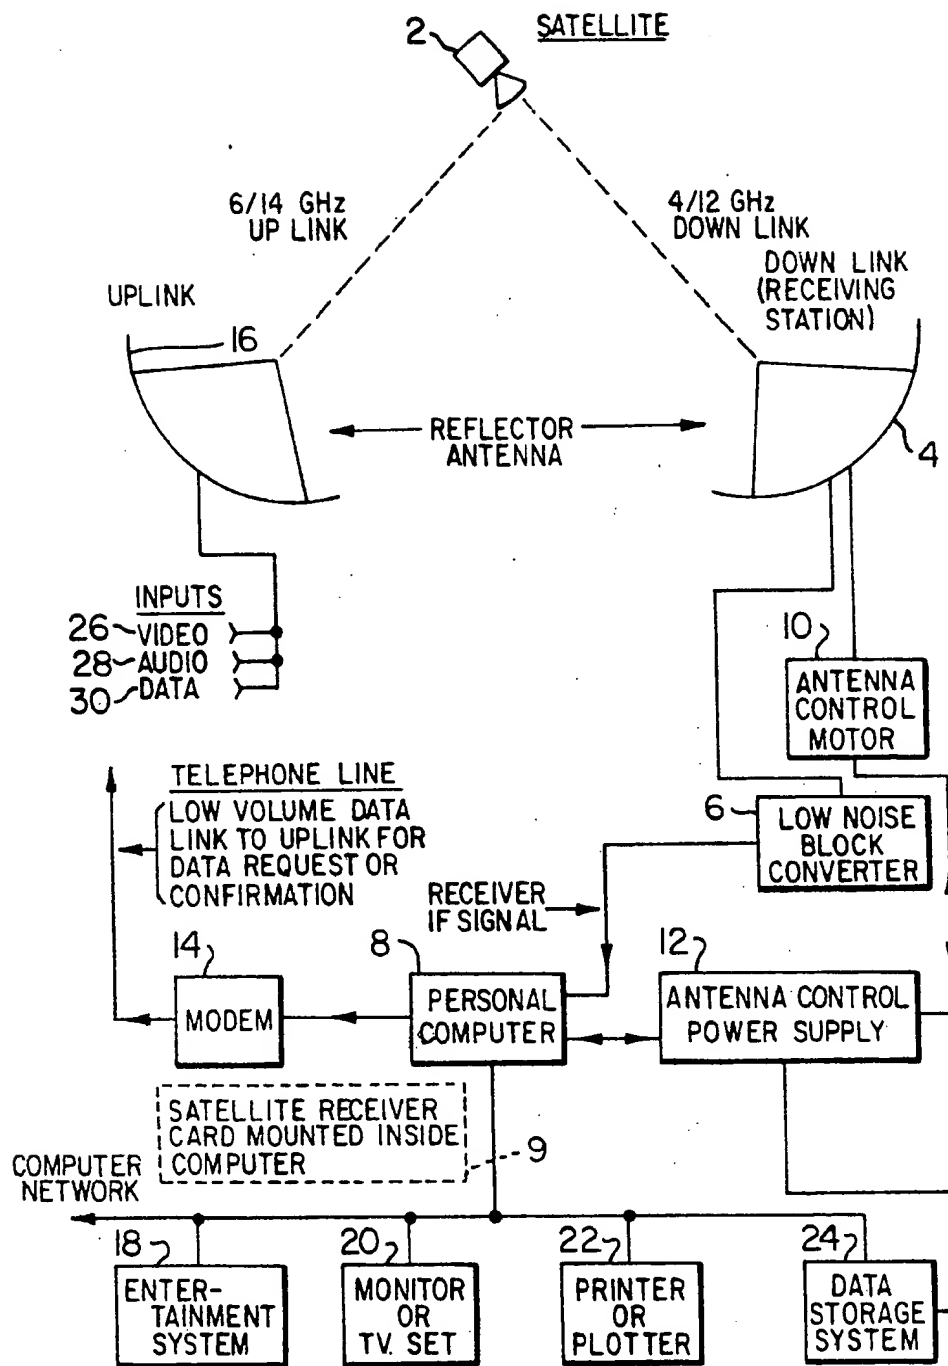 SATELLITE
2
6/14 GHz
UP LINK
4/12 GHz
DOWN LINK
UPLINK
DOWN LINK
(RECEIVING
STATION)
16
REFLECTOR
ANTENNA
4
INPUTS
26 VIDEO
28 AUDIO
30 DATA
10
ANTENNA
CONTROL
MOTOR
TELEPHONE LINE
LOW VOLUME DATA
LINK TO UPLINK FOR
DATA REQUEST OR
CONFIRMATION
6
LOW NOISE
BLOCK
CONVERTER
RECEIVER
IF SIGNAL
14
MODEM
8
PERSONAL
COMPUTER
12
ANTENNA CONTROL
POWER SUPPLY
SATELLITE RECEIVER
CARD MOUNTED INSIDE
COMPUTER
9
COMPUTER
NETWORK
18
ENTER-
TAINMENT
SYSTEM
20
MONITOR
OR
TV. SET
22
PRINTER
OR
PLOTTER
24
DATA
STORAGE
SYSTEM